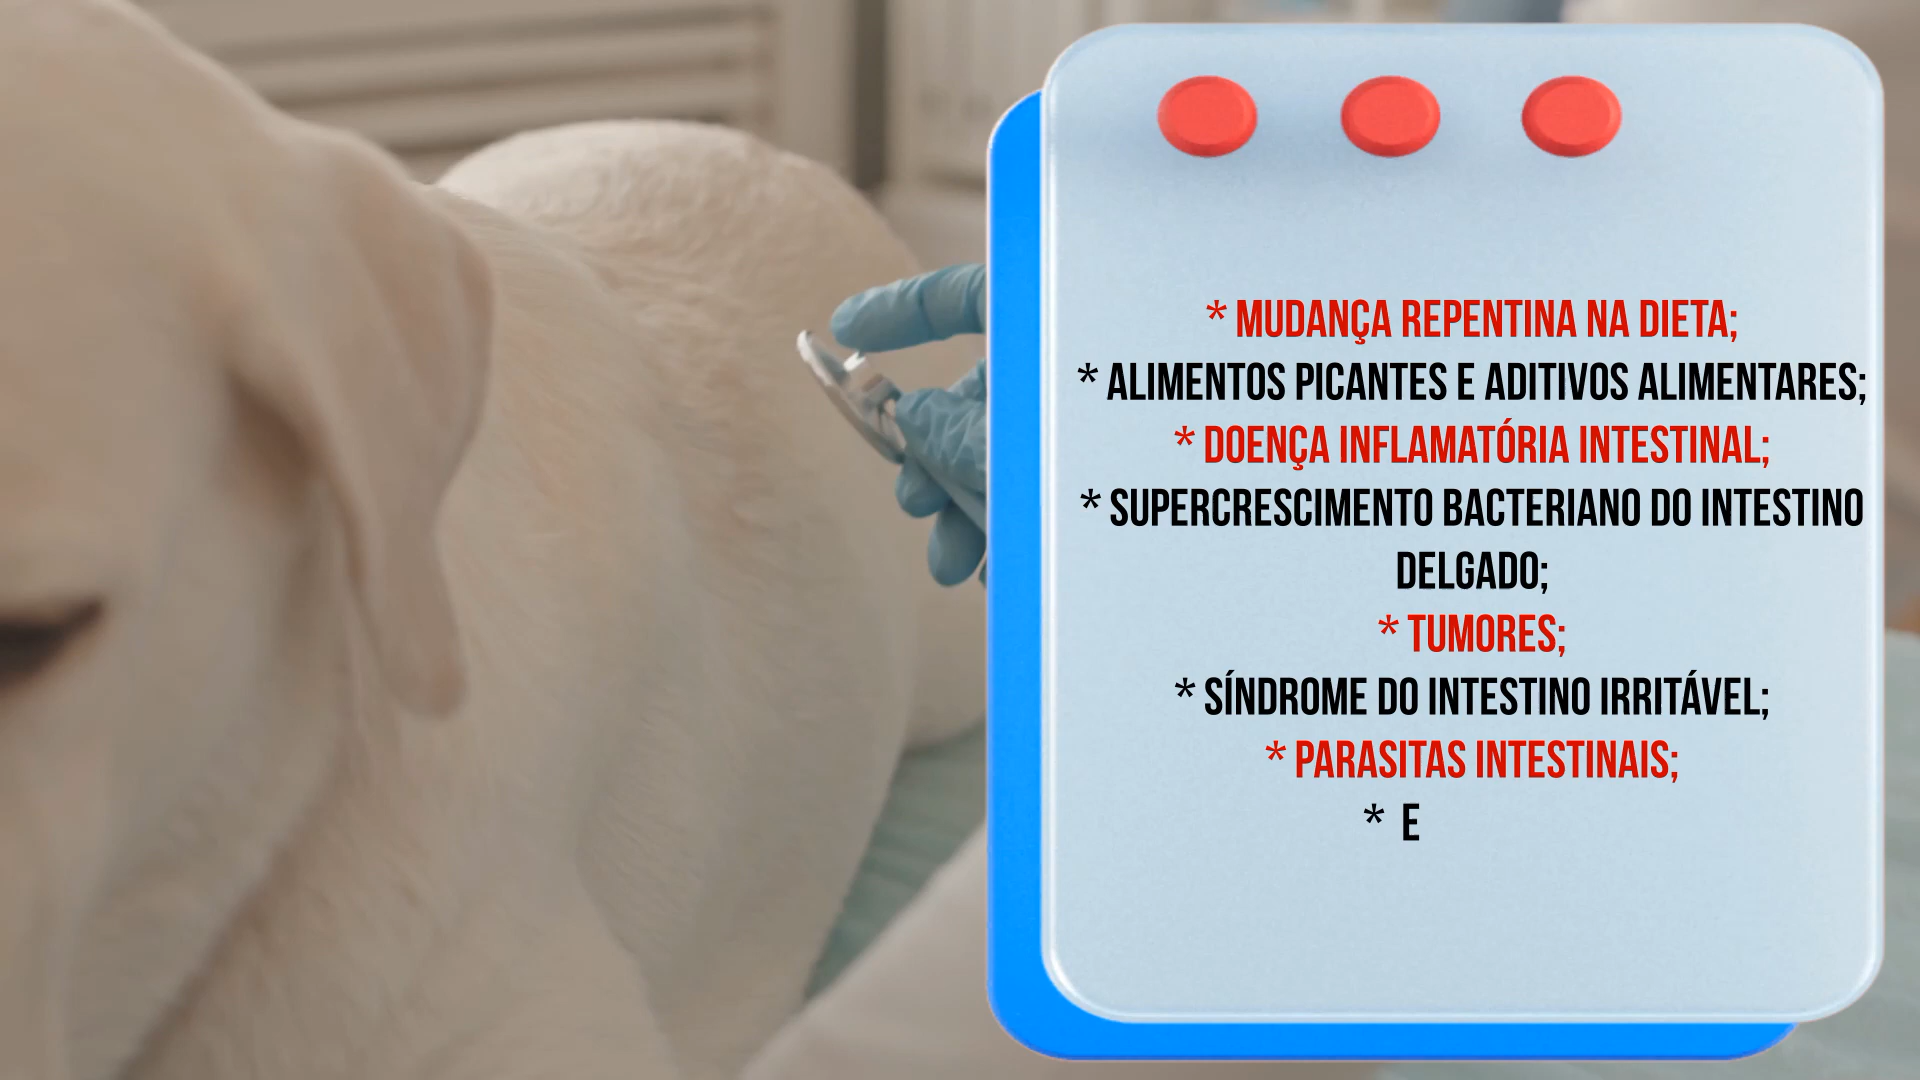 * MUDANÇA REPENTINA NA DIETA;
* ALIMENTOS PICANTES E ADITIVOS ALIMENTARES;
* DOENÇA INFLAMATÓRIA INTESTINAL;
* SUPERCRESCIMENTO BACTERIANO DO INTESTINO
DELGADO;
* TUMORES;
* SÍNDROME DO INTESTINO IRRITÁVEL;
* PARASITAS INTESTINAIS;
* E